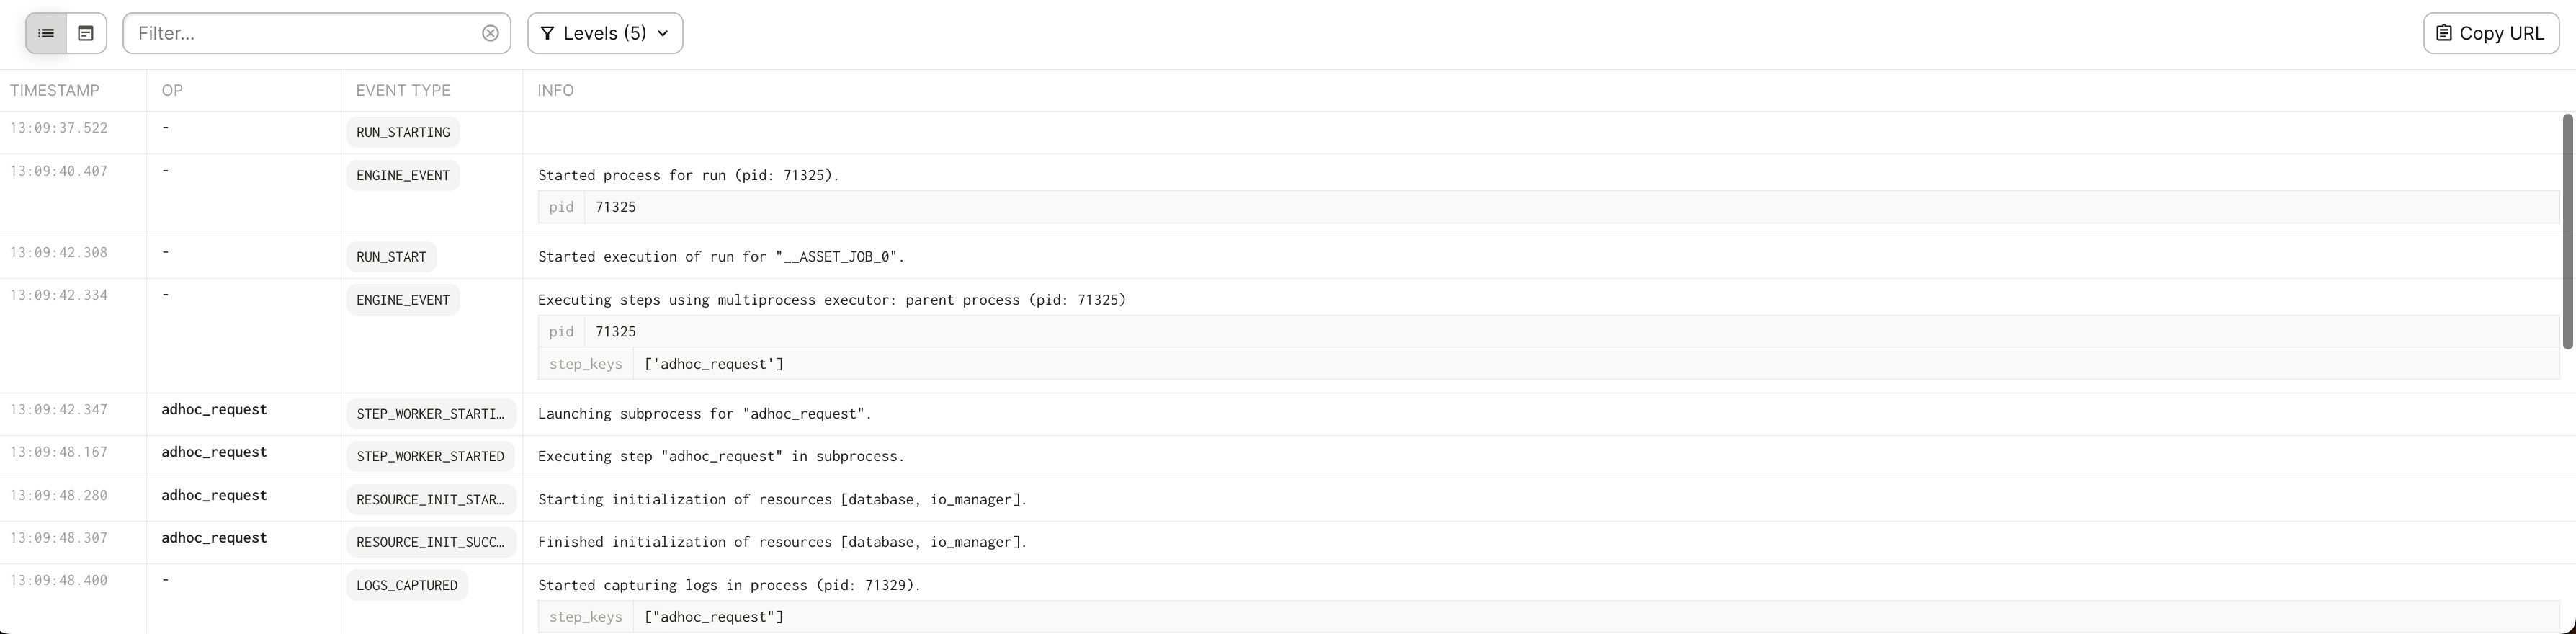 Filter...
Levels (5)
Copy URL
TIMESTAMP OP EVENT TYPE INFO
13:09:37.522 - RUN_STARTING
13:09:40.407 - ENGINE_EVENT Started process for run (pid: 71325).
pid 71325
13:09:42.308 - RUN_START Started execution of run for "__ASSET_JOB_0".
13:09:42.334 - ENGINE_EVENT Executing steps using multiprocess executor: parent process (pid: 71325)
pid 71325
step_keys ['adhoc_request']
13:09:42.347 adhoc_request STEP_WORKER_STARTI… Launching subprocess for "adhoc_request".
13:09:48.167 adhoc_request STEP_WORKER_STARTED Executing step "adhoc_request" in subprocess.
13:09:48.280 adhoc_request RESOURCE_INIT_STAR… Starting initialization of resources [database, io_manager].
13:09:48.307 adhoc_request RESOURCE_INIT_SUCC… Finished initialization of resources [database, io_manager].
13:09:48.400 - LOGS_CAPTURED Started capturing logs in process (pid: 71329).
step_keys ["adhoc_request"]